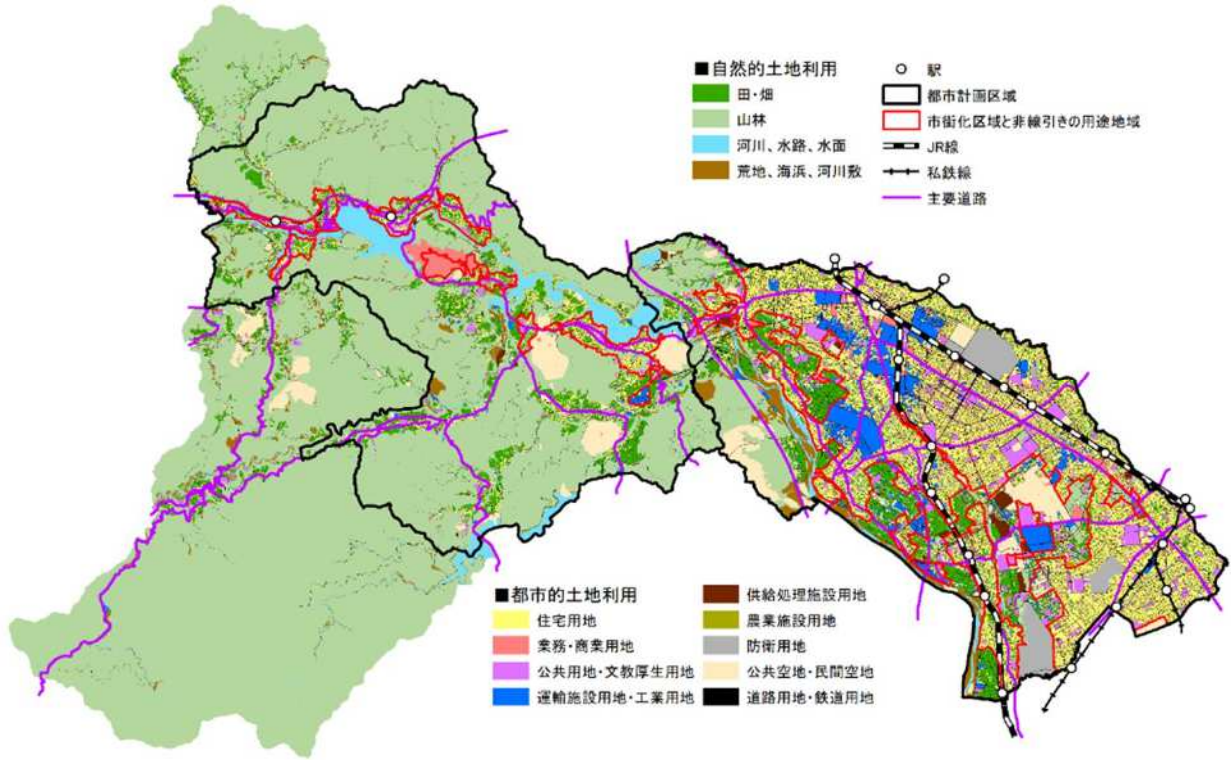 ■自然的土地利用
田・畑
山林
河川、水路、水面
荒地、海浜、河川敷
駅
都市計画区域
市街化区域と非線引きの用途地域
JR線
私鉄線
主要道路
■都市的土地利用
住宅用地
業務・商業用地
公共用地・文教厚生用地
運輸施設用地・工業用地
供給処理施設用地
農業施設用地
防衛用地
公共空地・民間空地
道路用地・鉄道用地